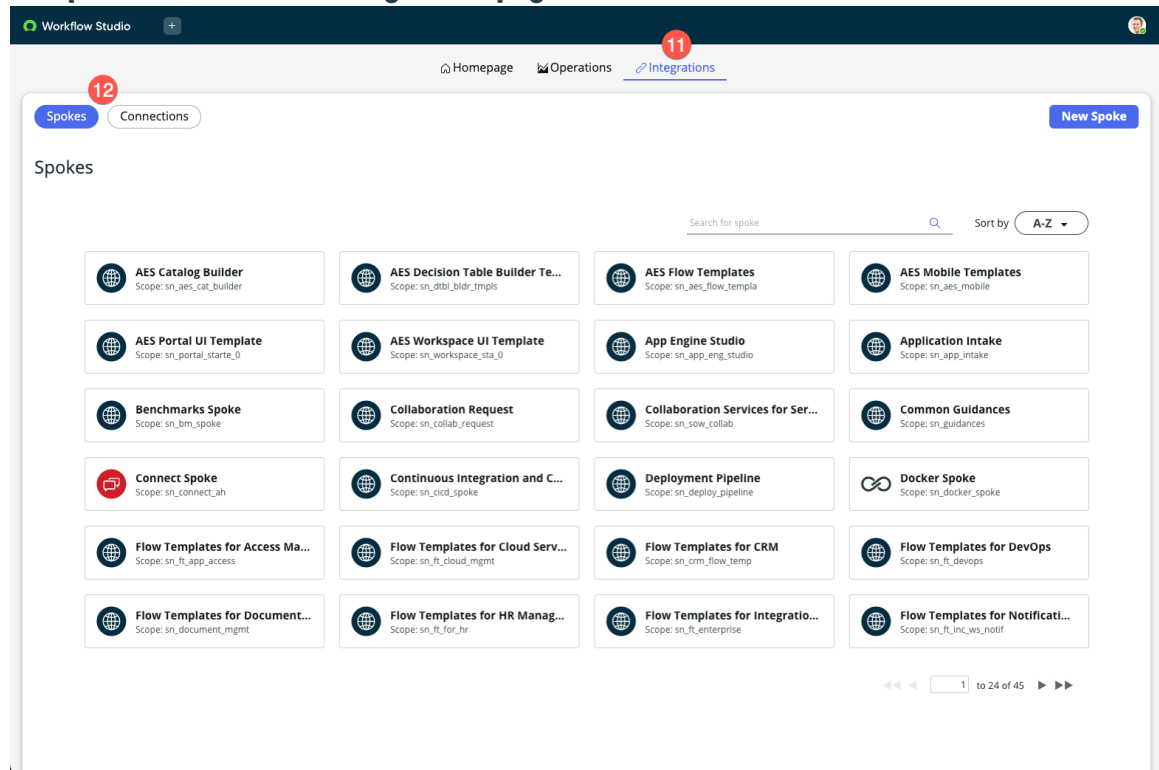 Workflow Studio +
11
Homepage Operations Integrations
12
Spokes Connections New Spoke
Spokes
Search for spoke Sort by A-Z
AES Catalog Builder
Scope: sn_aes_cat_builder
AES Decision Table Builder Te...
Scope: sn_dtbl_bldr_tmpls
AES Flow Templates
Scope: sn_aes_flow_templa
AES Mobile Templates
Scope: sn_aes_mobile
AES Portal UI Template
Scope: sn_portal_starte_0
AES Workspace UI Template
Scope: sn_workspace_sta_0
App Engine Studio
Scope: sn_app_eng_studio
Application Intake
Scope: sn_app_intake
Benchmarks Spoke
Scope: sn_bm_spoke
Collaboration Request
Scope: sn_collab_request
Collaboration Services for Ser...
Scope: sn_sow_collab
Common Guidances
Scope: sn_guidances
Connect Spoke
Scope: sn_connect_ah
Continuous Integration and C...
Scope: sn_cicd_spoke
Deployment Pipeline
Scope: sn_deploy_pipeline
Docker Spoke
Scope: sn_docker_spoke
Flow Templates for Access Ma...
Scope: sn_ft_app_access
Flow Templates for Cloud Serv...
Scope: sn_ft_cloud_mgmt
Flow Templates for CRM
Scope: sn_crm_flow_temp
Flow Templates for DevOps
Scope: sn_ft_devops
Flow Templates for Document...
Scope: sn_document_mgmt
Flow Templates for HR Manag...
Scope: sn_ft_for_hr
Flow Templates for Integratio...
Scope: sn_ft_enterprise
Flow Templates for Notificati...
Scope: sn_ft_inc_ws_notif
1 to 24 of 45